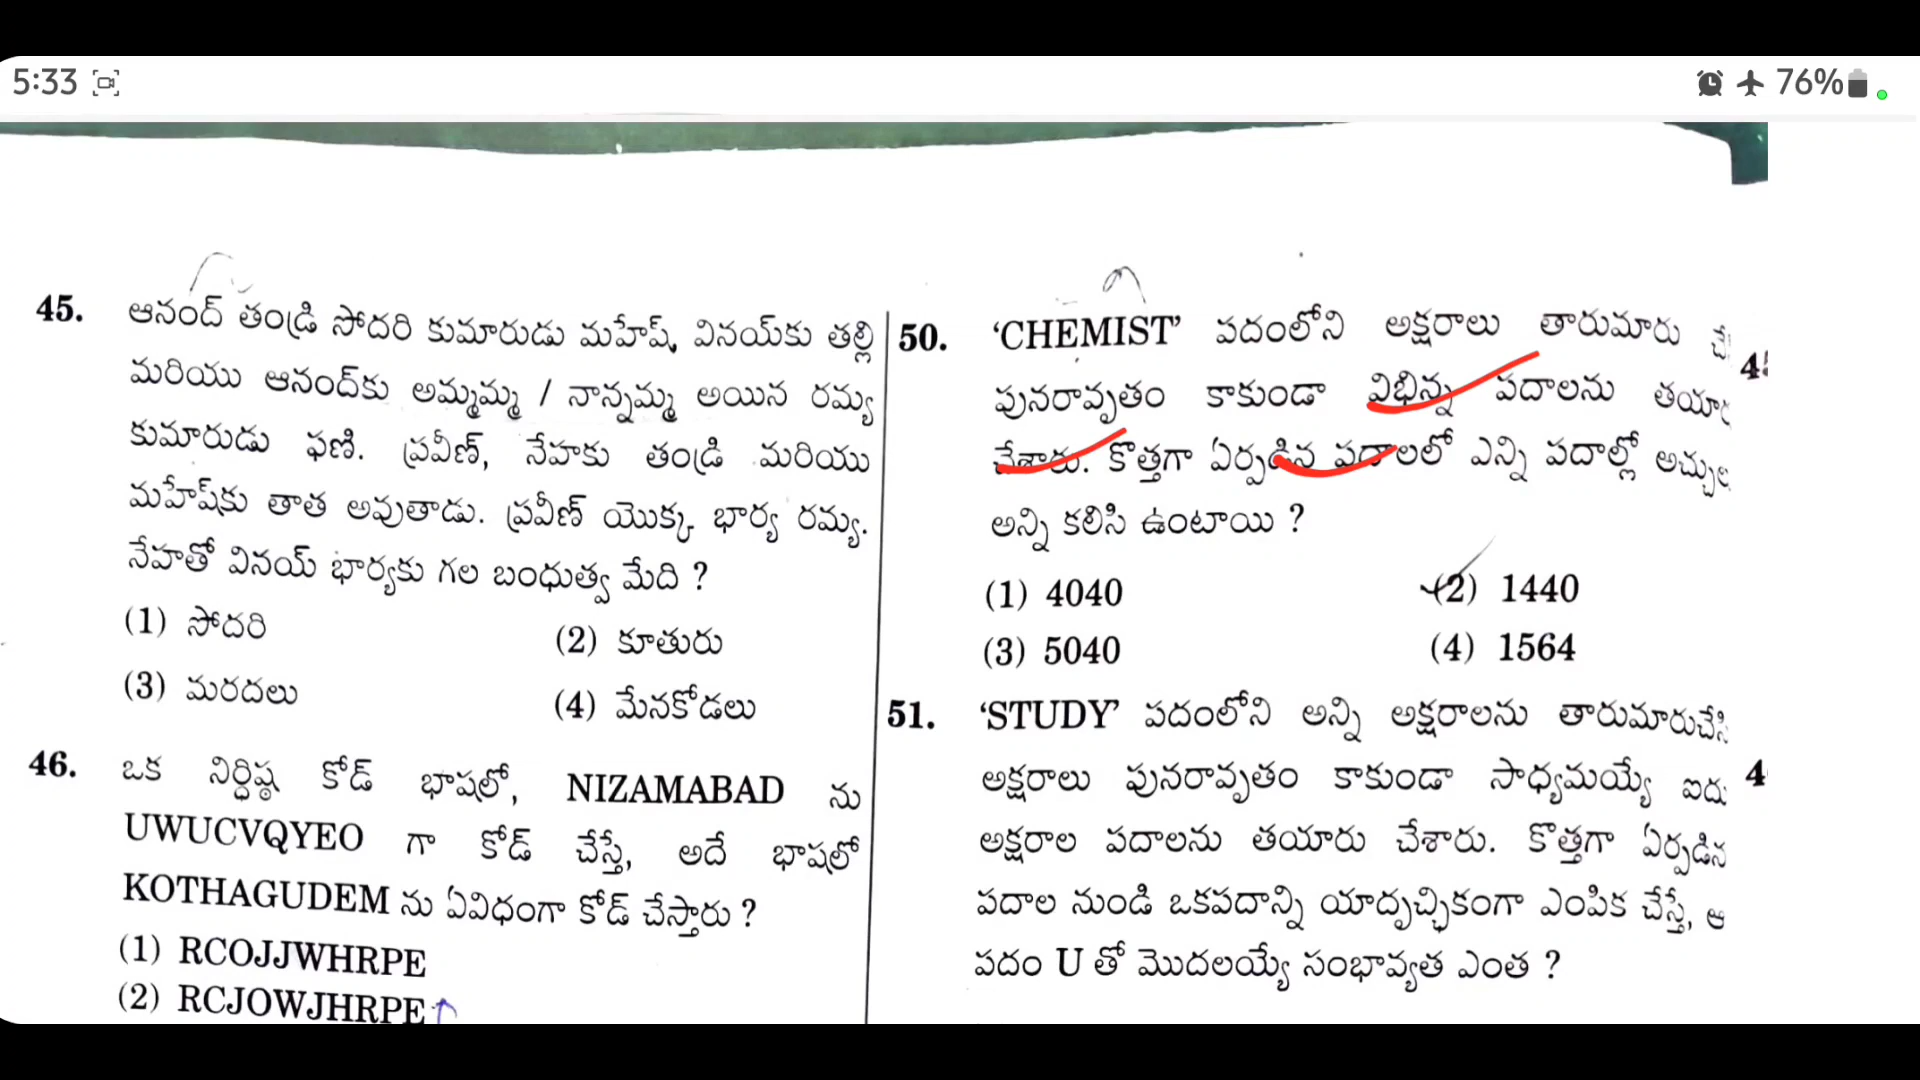 5:33
76%
45. ఆనంద్ తండ్రి సోదరి కుమారుడు మహేష్, వినయ్‌కు తల్లి
మరియు ఆనంద్‌కు అమ్మమ్మ / నాన్నమ్మ అయిన రమ్య
కుమారుడు ఫణి. ప్రవీణ్, నేహకు తండ్రి మరియు
మహేష్‌కు తాత అవుతాడు. ప్రవీణ్ యొక్క భార్య రమ్య.
నేహతో వినయ్ భార్యకు గల బంధుత్వ మేది ?
(1) సోదరి (2) కూతురు
(3) మరదలు (4) మేనకోడలు
46. ఒక నిర్దిష్ఠ కోడ్ భాషలో, NIZAMABAD ను
UWUCVQYEO గా కోడ్ చేస్తే, అదే భాషలో
KOTHAGUDEM ను ఏవిధంగా కోడ్ చేస్తారు ?
(1) RCOJJWHRPE
(2) RCJOWJHRPE
50. ‘CHEMIST’ పదంలోని అక్షరాలు తారుమారు
పునరావృతం కాకుండా విభిన్న పదాలను
చేశారు. కొత్తగా ఏర్పడిన పదాలలో ఎన్ని పదాల్లో
అన్ని కలిసి ఉంటాయి ?
(1) 4040 (2) 1440
(3) 5040 (4) 1564
51. ‘STUDY’ పదంలోని అన్ని అక్షరాలను తారుమారుచేసి
అక్షరాలు పునరావృతం కాకుండా సాధ్యమయ్యే ఐదు
అక్షరాల పదాలను తయారు చేశారు. కొత్తగా ఏర్పడిన
పదాల నుండి ఒకపదాన్ని యాదృచ్ఛికంగా ఎంపిక చేస్తే, ఆ
పదం U తో మొదలయ్యే సంభావ్యత ఎంత ?